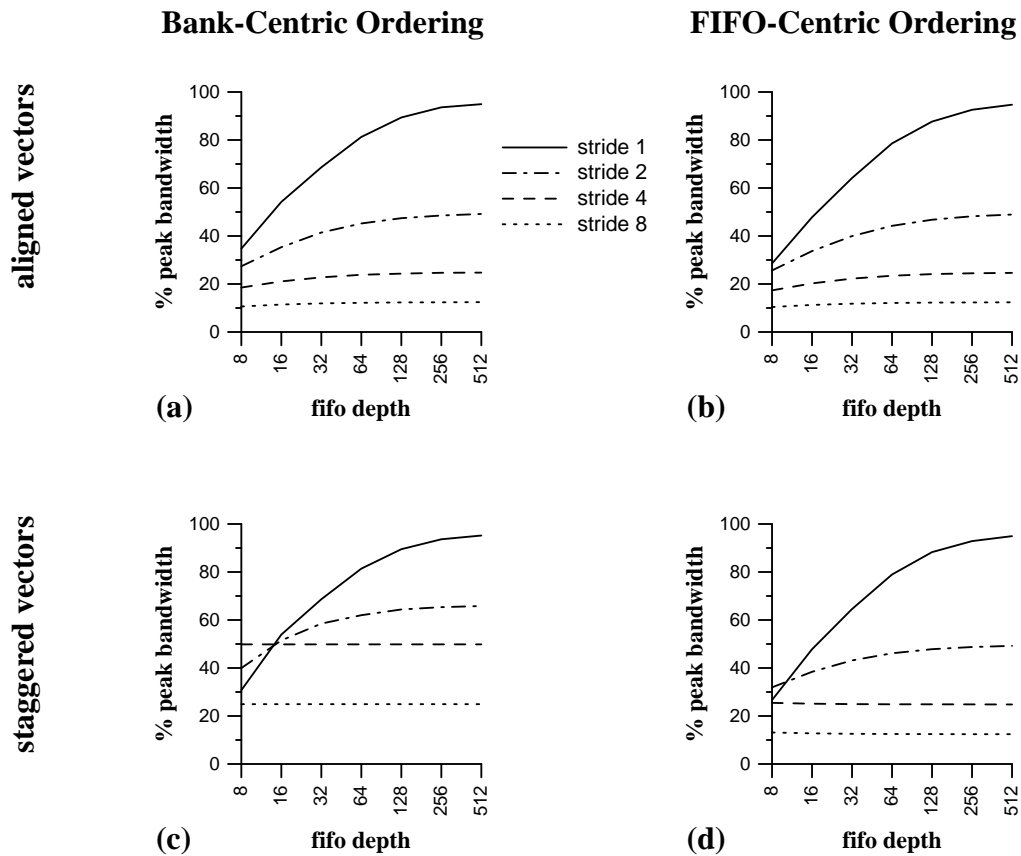 Bank-Centric Ordering
FIFO-Centric Ordering
aligned vectors
% peak bandwidth
100
80
60
40
20
0
8
16
32
64
128
256
512
(a)
fifo depth
stride 1
stride 2
stride 4
stride 8
% peak bandwidth
100
80
60
40
20
0
8
16
32
64
128
256
512
(b)
fifo depth
staggered vectors
% peak bandwidth
100
80
60
40
20
0
8
16
32
64
128
256
512
(c)
fifo depth
% peak bandwidth
100
80
60
40
20
0
8
16
32
64
128
256
512
(d)
fifo depth